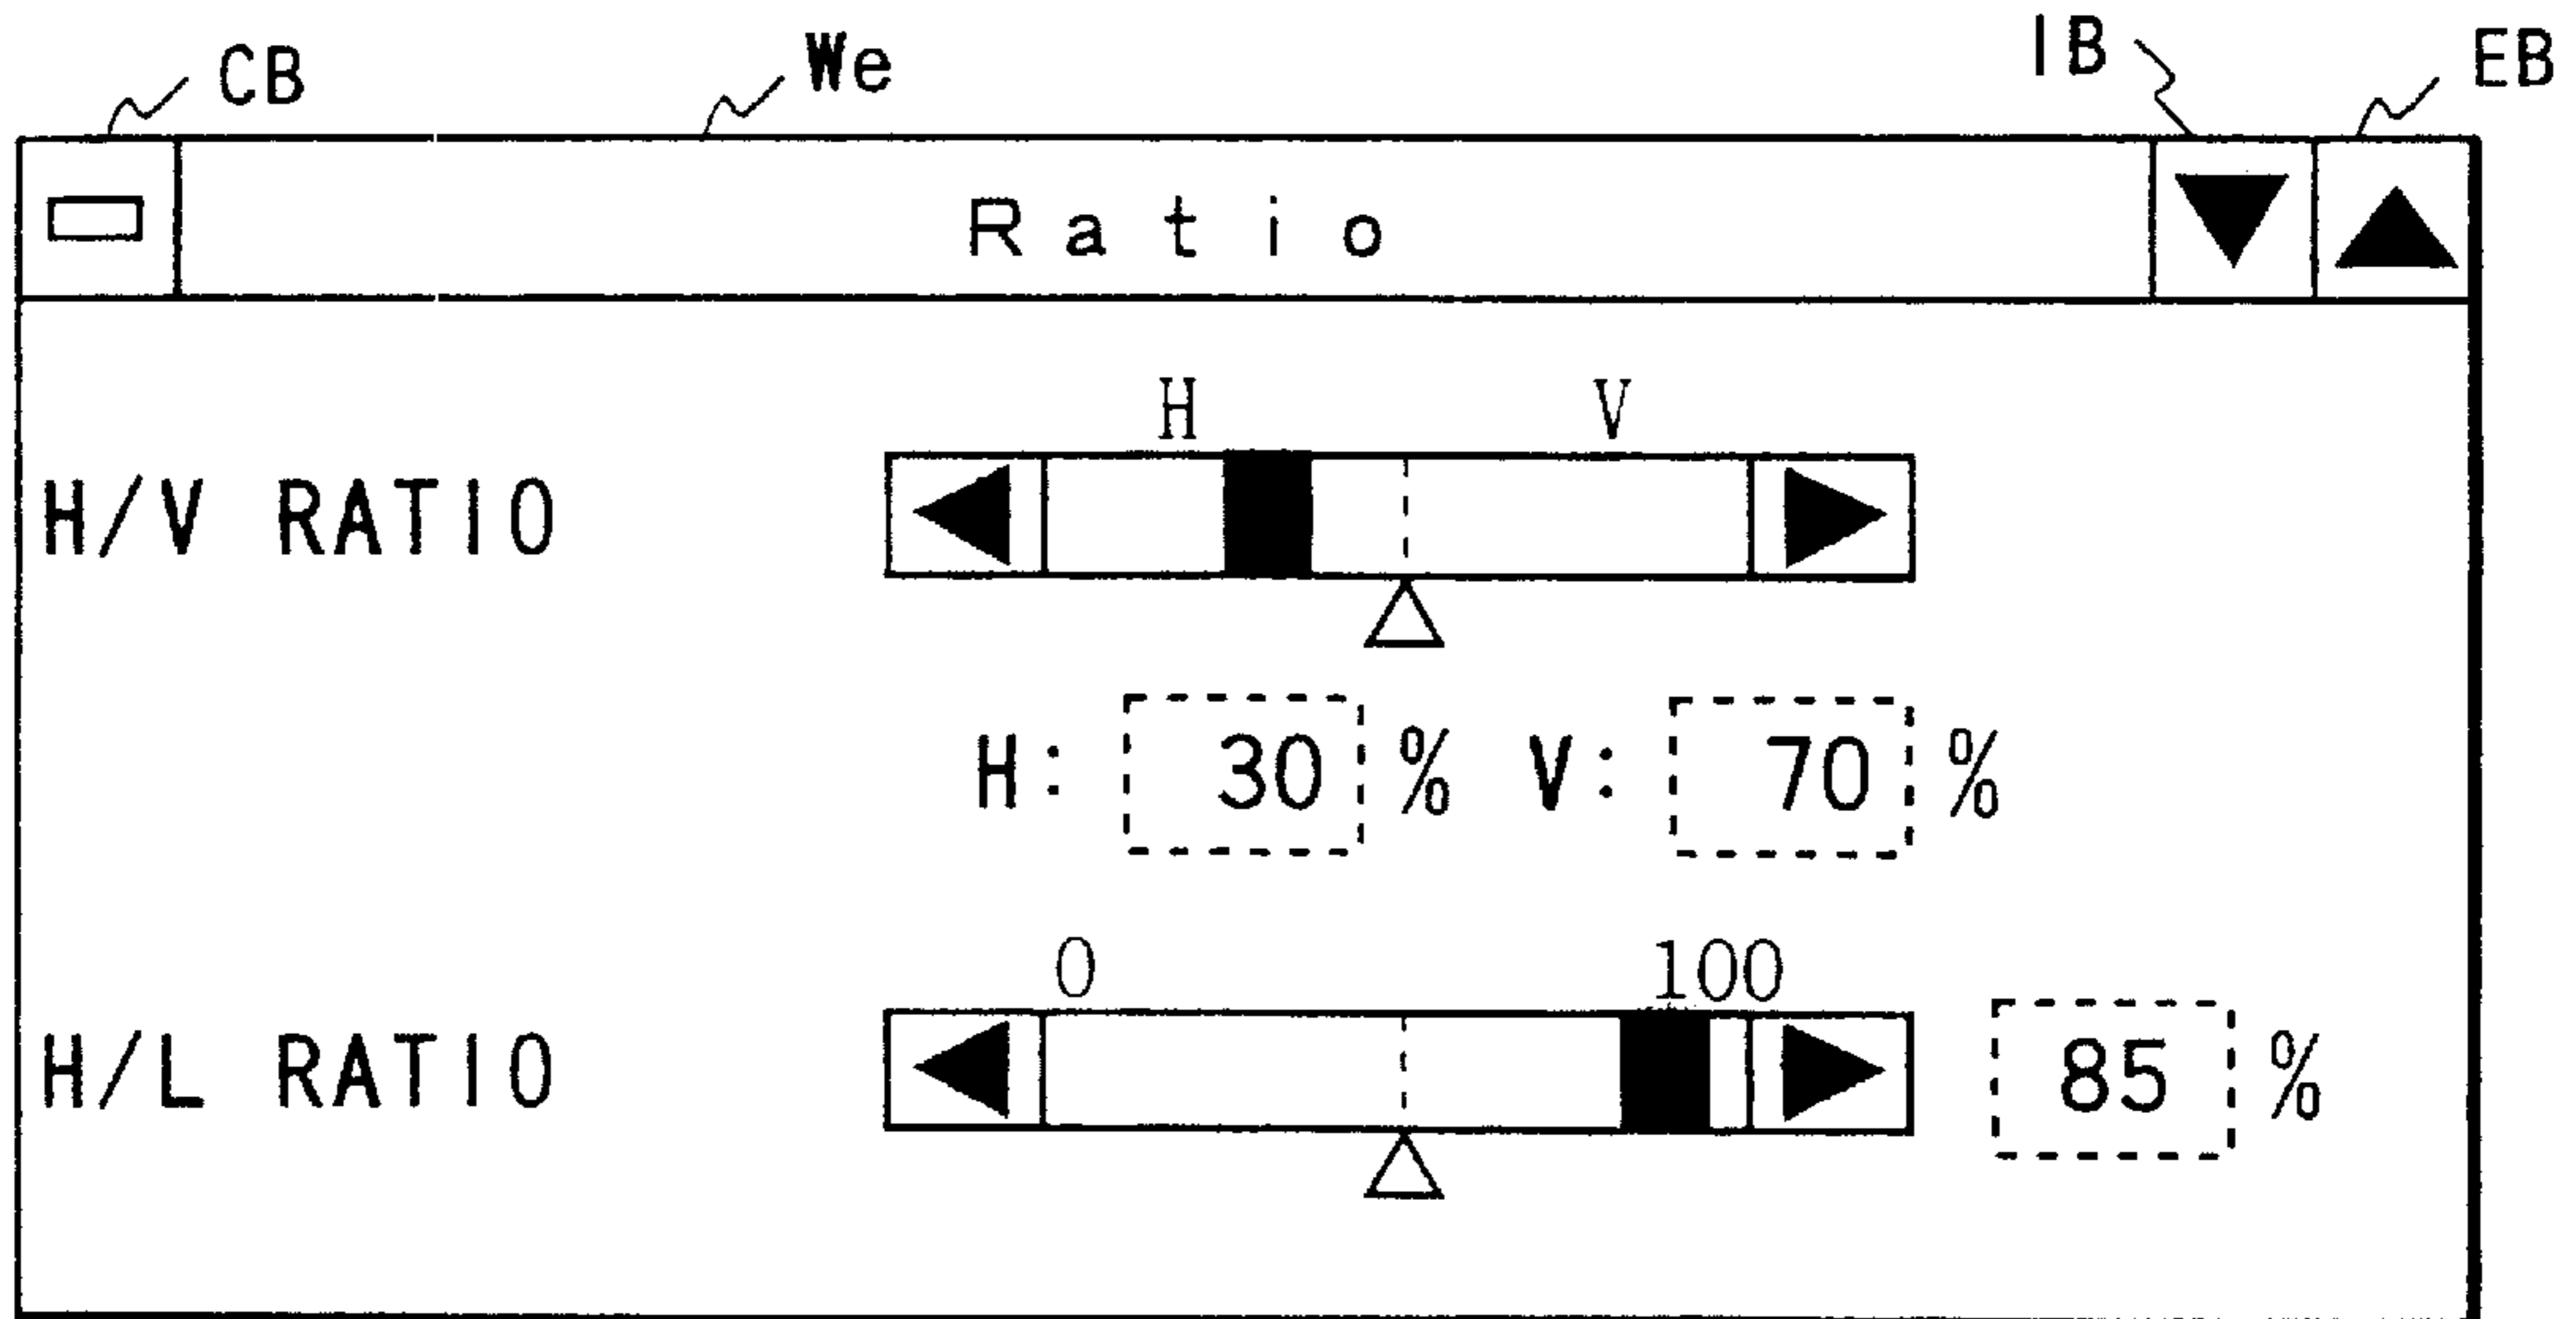 CB We IB EB
Ratio
H V
H/V RATIO
H: 30 % V: 70 %
0 100
H/L RATIO 85 %